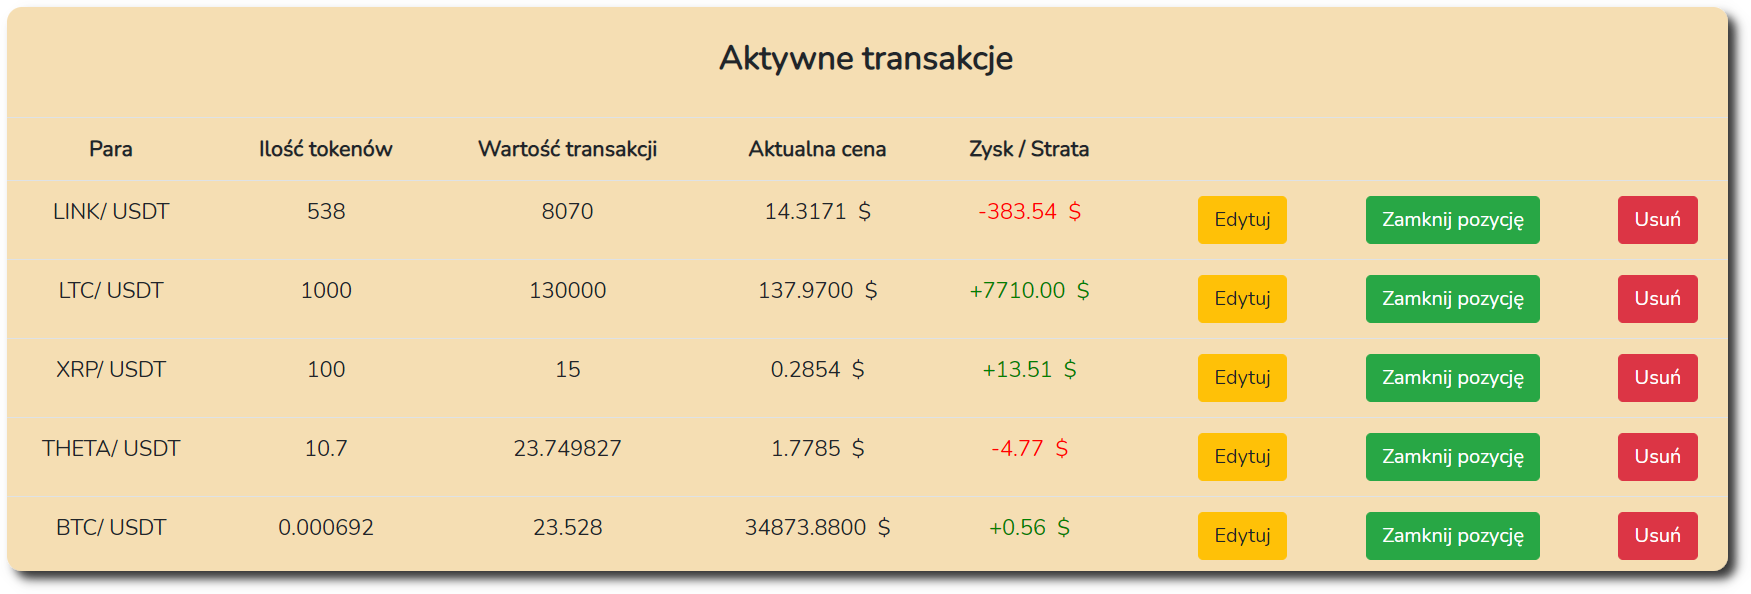 Aktywne transakcje
Para Ilość tokenów Wartość transakcji Aktualna cena Zysk / Strata
LINK/ USDT 538 8070 14.3171 $ -383.54 $ Edytuj Zamknij pozycję Usuń
LTC/ USDT 1000 130000 137.9700 $ +7710.00 $ Edytuj Zamknij pozycję Usuń
XRP/ USDT 100 15 0.2854 $ +13.51 $ Edytuj Zamknij pozycję Usuń
THETA/ USDT 10.7 23.749827 1.7785 $ -4.77 $ Edytuj Zamknij pozycję Usuń
BTC/ USDT 0.000692 23.528 34873.8800 $ +0.56 $ Edytuj Zamknij pozycję Usuń